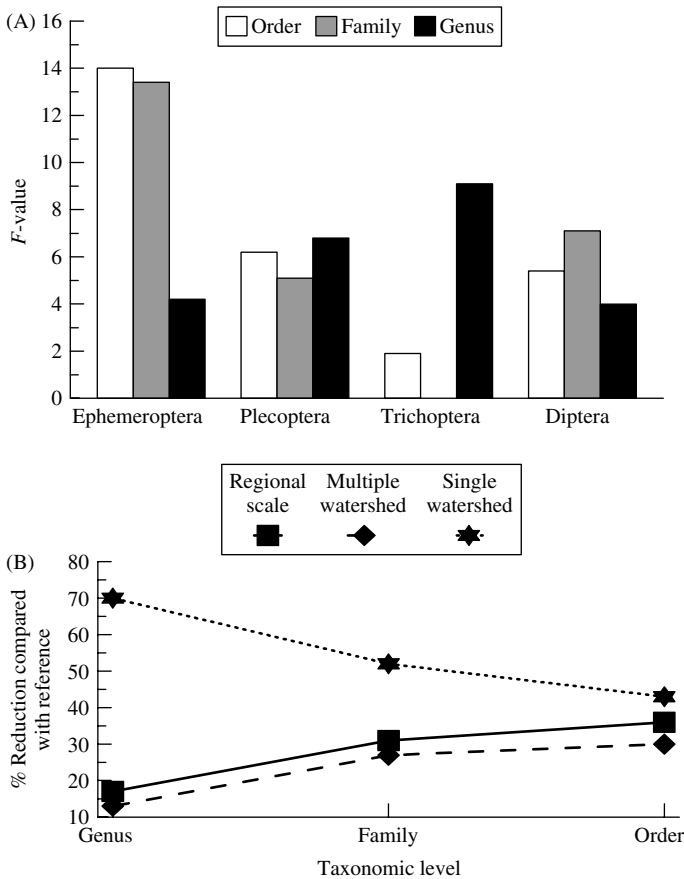 (A)
Order Family Genus
16
14
12
10
8
6
4
2
0
F-value
Ephemeroptera Plecoptera Trichoptera Diptera
Regional scale
Multiple watershed
Single watershed
(B)
80
70
60
50
40
30
20
10
% Reduction compared
with reference
Genus Family Order
Taxonomic level